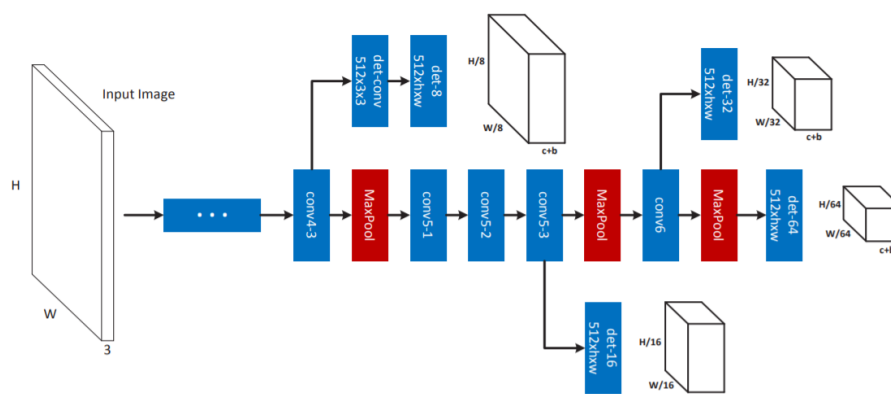 Input Image
H
W
3
• • •
conv4-3
det-conv
512x3x3
det-8
512xhxw
H/8
W/8
c+b
MaxPool
conv5-1
conv5-2
conv5-3
det-16
512xhxw
H/16
W/16
MaxPool
conv6
det-32
512xhxw
H/32
W/32
c+b
MaxPool
det-64
512xhxw
H/64
W/64